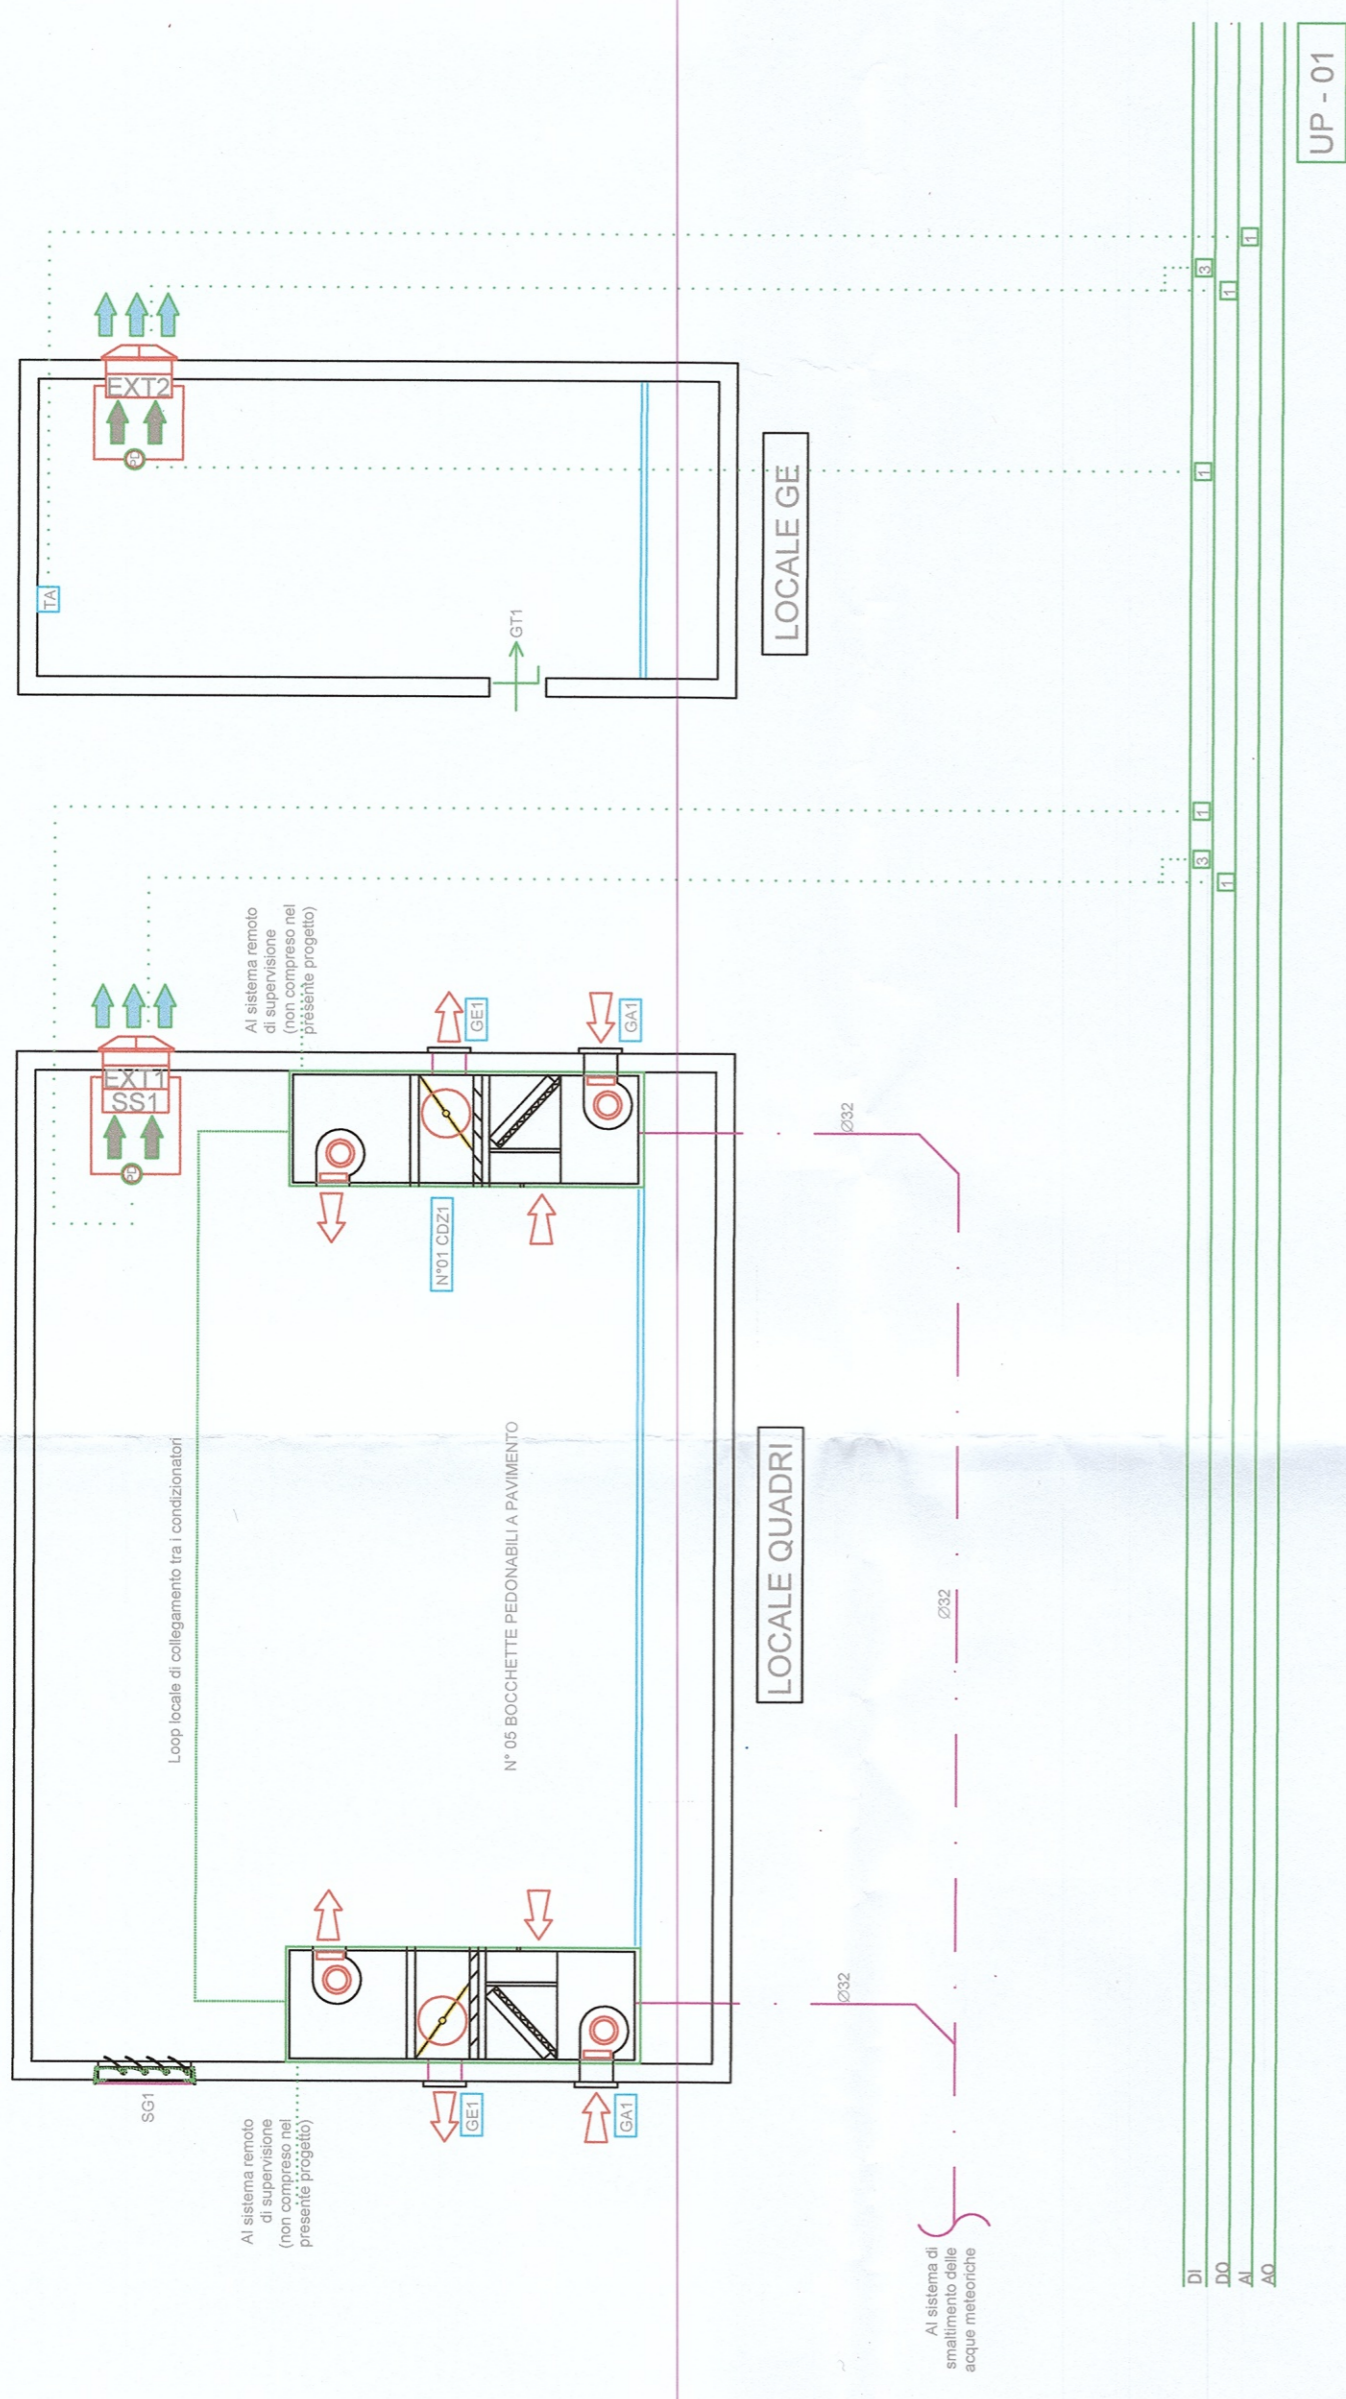 Al sistema remoto
di supervisione
(non compreso nel
presente progetto)
SG1
GE1
GA1
Loop locale di collegamento tra i condizionatori
N° 05 BOCCHETTE PEDONABILI A PAVIMENTO
N°01 CDZ1
EXT1
SS1
PD
Al sistema remoto
di supervisione
(non compreso nel
presente progetto)
GE1
GA1
LOCALE QUADRI
TA
PD
EXT2
GT1
LOCALE GE
Ø32
Ø32
Ø32
Al sistema di
smaltimento delle
acque meteoriche
DI
3
1
1
3
DO
1
1
AI
1
AO
UP - 01